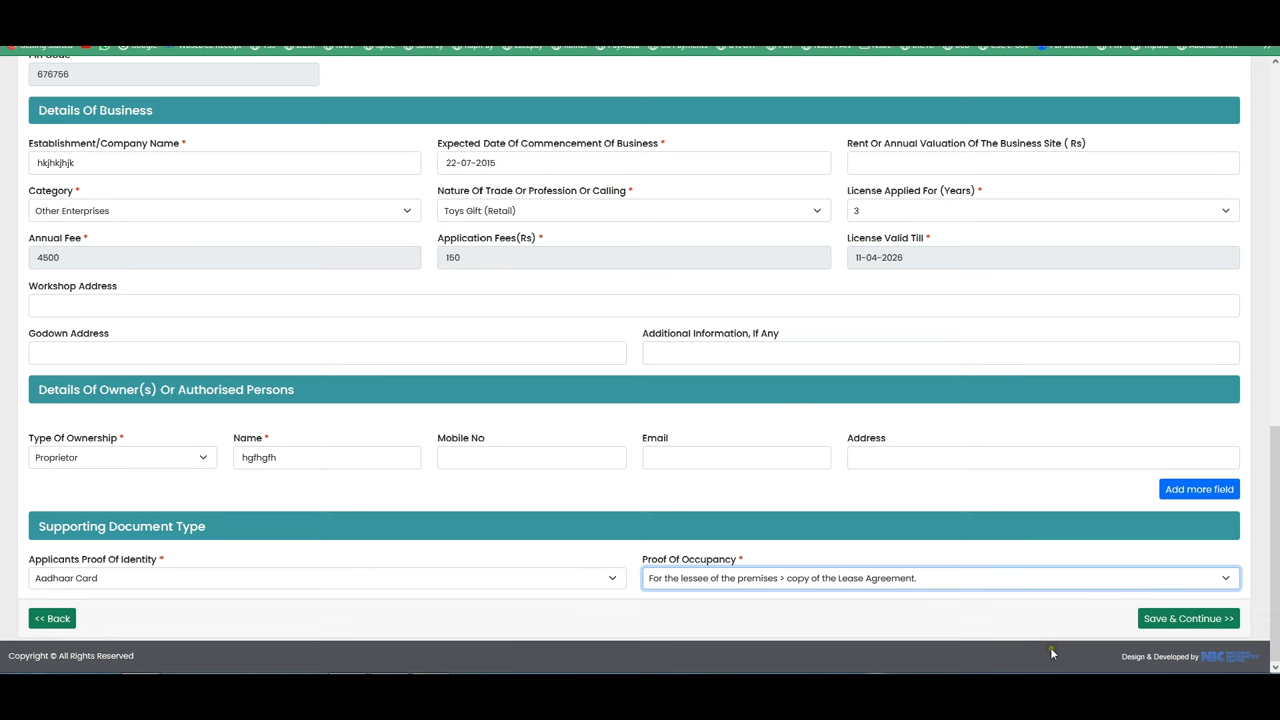 676756
Details Of Business
Establishment/Company Name * Expected Date Of Commencement Of Business * Rent Or Annual Valuation Of The Business Site ( Rs)
hkjhkjhjk 22-07-2015
Category * Nature Of Trade Or Profession Or Calling * License Applied For (Years) *
Other Enterprises Toys Gift (Retail) 3
Annual Fee * Application Fees(Rs) * License Valid Till *
4500 150 11-04-2026
Workshop Address
Godown Address Additional Information, If Any
Details Of Owner(s) Or Authorised Persons
Type Of Ownership * Name * Mobile No Email Address
Proprietor hgfhgfh
Add more field
Supporting Document Type
Applicants Proof Of Identity * Proof Of Occupancy *
Aadhaar Card For the lessee of the premises > copy of the Lease Agreement.
<< Back Save & Continue >>
Copyright © All Rights Reserved Design & Developed by NIC NATIONAL INFORMATICS CENTRE